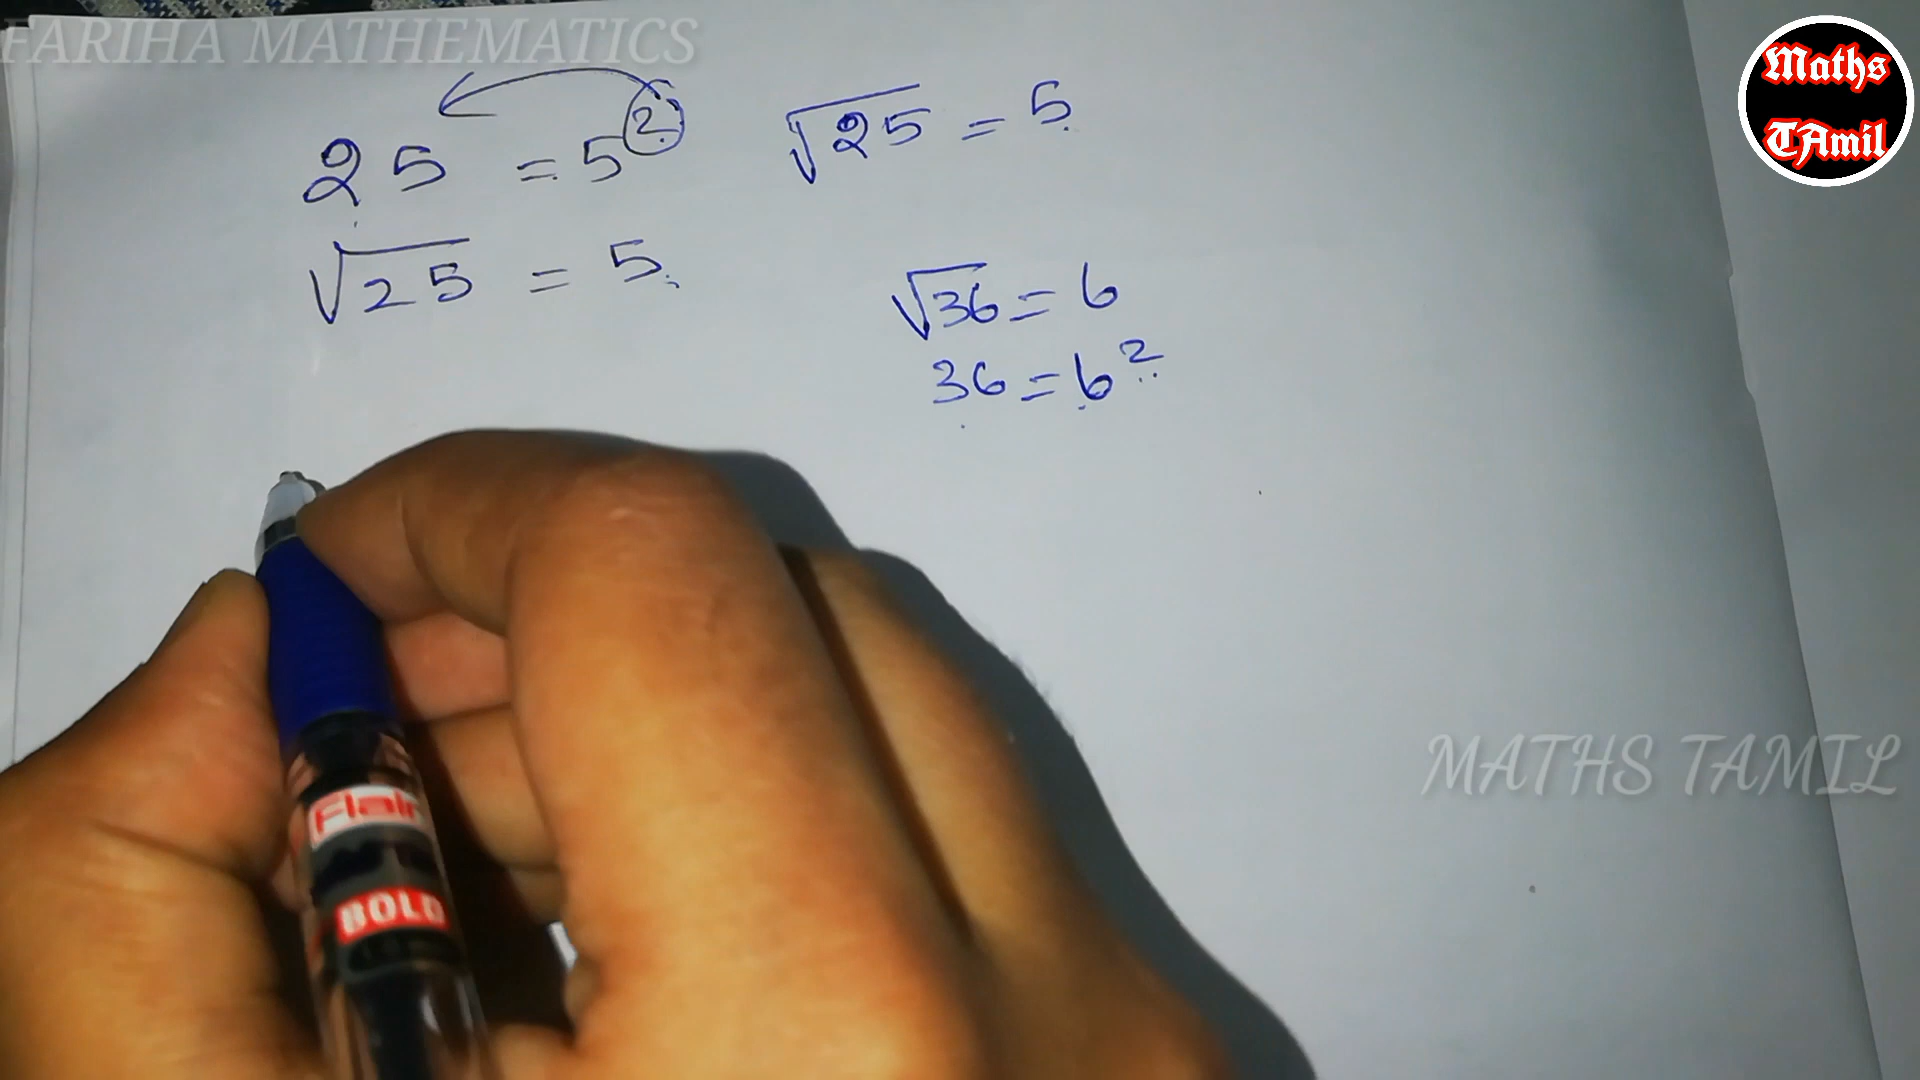 FARIHA MATHEMATICS
Maths
TAmil
25 = 5²
√25 = 5
√25 = 5
√36 = 6
36 = 6²
MATHS TAMIL
Flair
BOLD